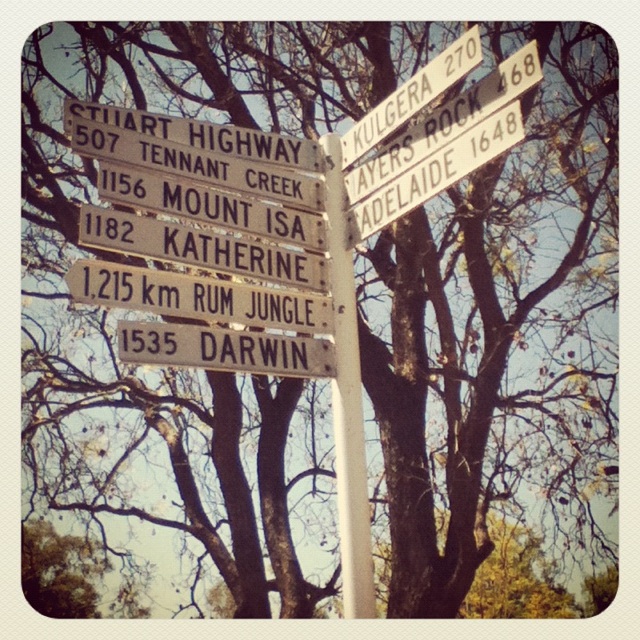 STUART HIGHWAY
507 TENNANT CREEK
1156 MOUNT ISA
1182 KATHERINE
1,215 km RUM JUNGLE
1535 DARWIN
KULGERA 270
AYERS ROCK 468
ADELAIDE 1648